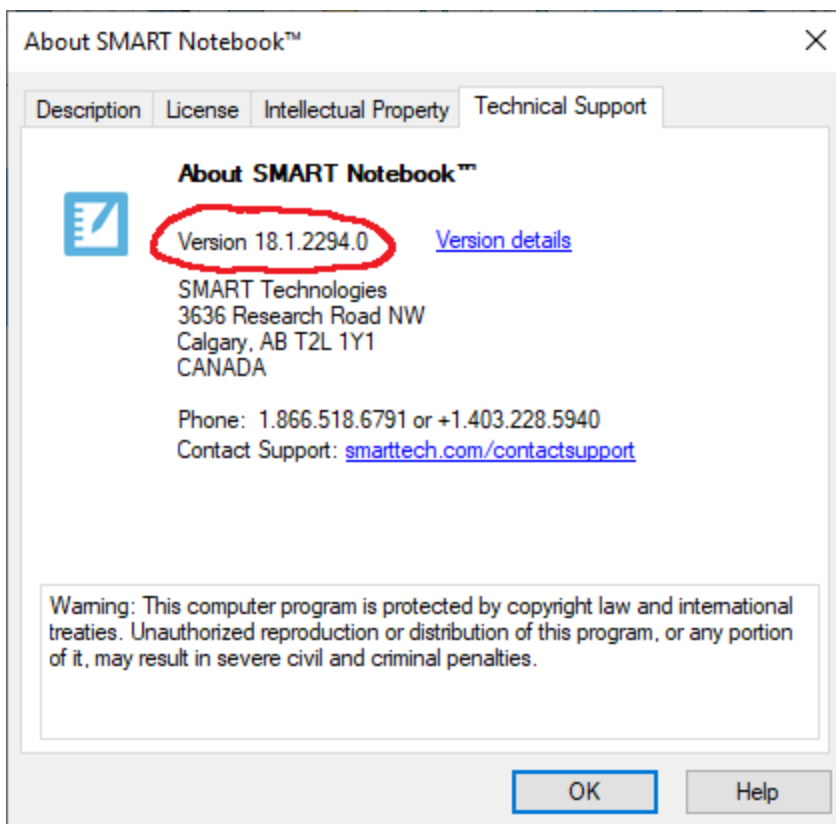 About SMART Notebook™
Description License Intellectual Property Technical Support
About SMART Notebook™
Version 18.1.2294.0 Version details
SMART Technologies
3636 Research Road NW
Calgary, AB T2L 1Y1
CANADA
Phone: 1.866.518.6791 or +1.403.228.5940
Contact Support: smarttech.com/contactsupport
Warning: This computer program is protected by copyright law and international
treaties. Unauthorized reproduction or distribution of this program, or any portion
of it, may result in severe civil and criminal penalties.
OK Help